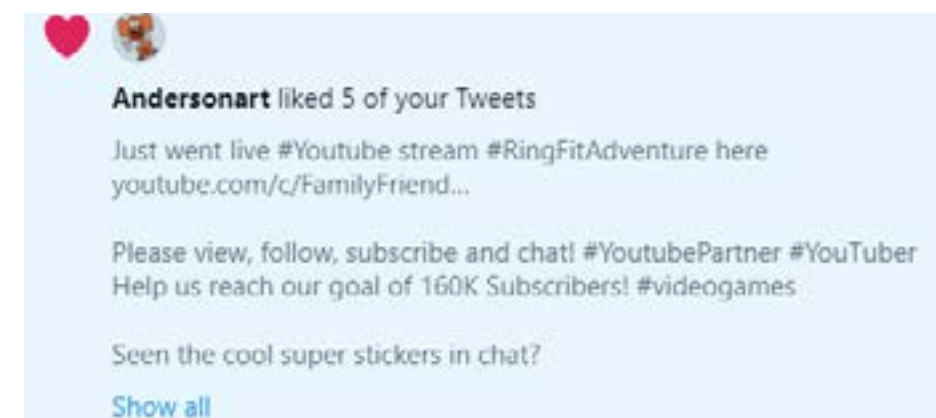 Andersonart liked 5 of your Tweets
Just went live #Youtube stream #RingFitAdventure here
youtube.com/c/FamilyFriend...
Please view, follow, subscribe and chat! #YoutubePartner #YouTuber
Help us reach our goal of 160K Subscribers! #videogames
Seen the cool super stickers in chat?
Show all